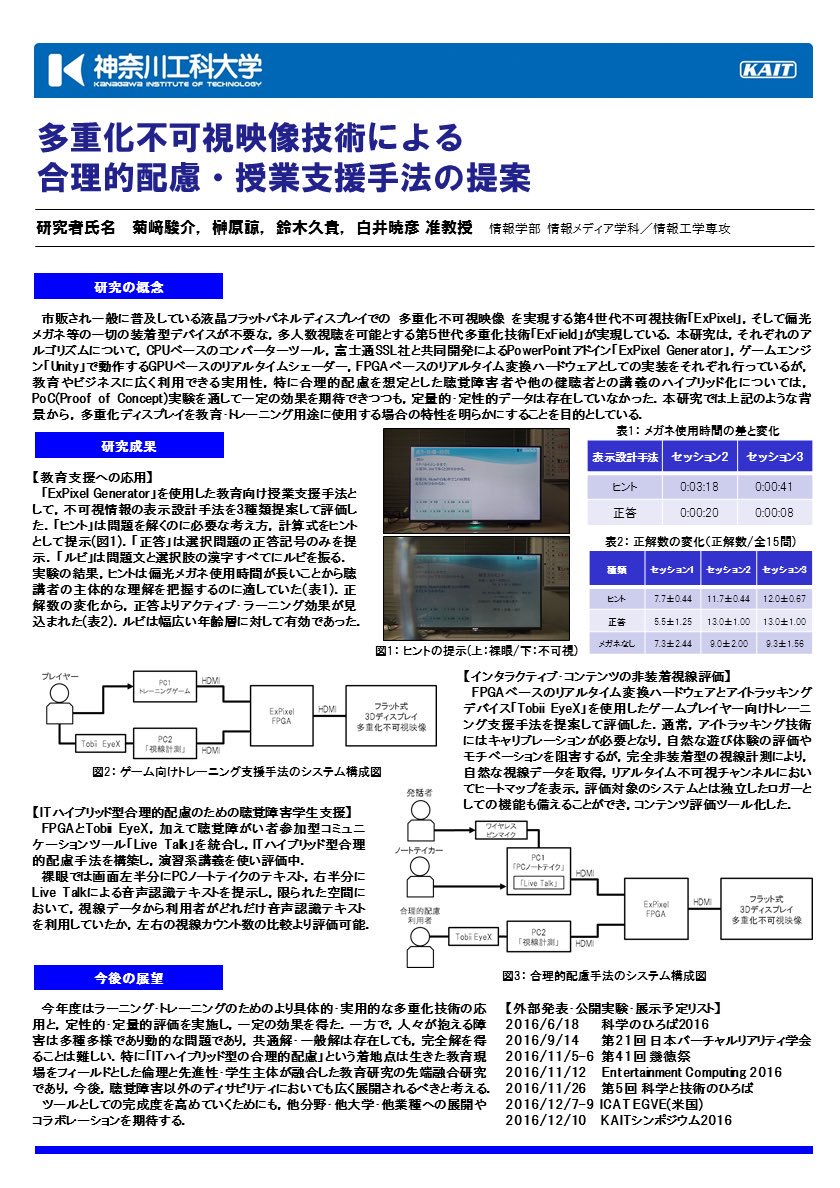 神奈川工科大学
KANAGAWA INSTITUTE OF TECHNOLOGY
KAIT
多重化不可視映像技術による
合理的配慮・授業支援手法の提案
研究者氏名 菊﨑駿介，榊原諒，鈴木久貴，白井暁彦 准教授 情報学部 情報メディア学科／情報工学専攻
研究の概念
市販され一般に普及している液晶フラットパネルディスプレイでの 多重化不可視映像 を実現する第4世代不可視技術「ExPixel」，そして偏光
メガネ等の一切の装着型デバイスが不要な，多人数視聴を可能とする第5世代多重化技術「ExField」が実現している．本研究は，それぞれのア
ルゴリズムについて，CPUベースのコンバーターツール，富士通SSL社と共同開発によるPowerPointアドイン「ExPixel Generator」，ゲームエンジ
ン「Unity」で動作するGPUベースのリアルタイムシェーダー，FPGAベースのリアルタイム変換ハードウェアとしての実装をそれぞれ行っているが，
教育やビジネスに広く利用できる実用性，特に合理的配慮を想定とした聴覚障害者や他の健聴者との講義のハイブリッド化については，
PoC(Proof of Concept)実験を通して一定の効果を期待できつつも，定量的・定性的データは存在していなかった．本研究では上記のような背
景から，多重化ディスプレイを教育・トレーニング用途に使用する場合の特性を明らかにすることを目的としている．
研究成果
【教育支援への応用】
「ExPixel Generator」を使用した教育向け授業支援手法と
して，不可視情報の表示設計手法を3種類提案して評価し
た．「ヒント」は問題を解くのに必要な考え方，計算式をヒント
として提示(図1)．「正答」は選択問題の正答記号のみを提
示．「ルビ」は問題文と選択肢の漢字すべてにルビを振る．
実験の結果，ヒントは偏光メガネ使用時間が長いことから聴
講者の主体的な理解を把握するのに適していた(表1)．正
解数の変化から，正答よりアクティブ・ラーニング効果が見
込まれた(表2)．ルビは幅広い年齢層に対して有効であった．
図1：ヒントの提示(上：裸眼/下：不可視)
表1：メガネ使用時間の差と変化
表示設計手法 セッション2 セッション3
ヒント 0:03:18 0:00:41
正答 0:00:20 0:00:08
表2：正解数の変化(正解数/全15問)
種類 セッション1 セッション2 セッション3
ヒント 7.7±0.44 11.7±0.44 12.0±0.67
正答 5.5±1.25 13.0±1.00 13.0±1.00
メガネなし 7.3±2.44 9.0±2.00 9.3±1.56
プレイヤー
PC1
トレーニングゲーム
HDMI
Tobii EyeX
PC2
「視線計測」
HDMI
ExPixel
FPGA
HDMI
フラット式
3Dディスプレイ
多重化不可視映像
図2：ゲーム向けトレーニング支援手法のシステム構成図
【インタラクティブ・コンテンツの非装着視線評価】
FPGAベースのリアルタイム変換ハードウェアとアイトラッキング
デバイス「Tobii EyeX」を使用したゲームプレイヤー向けトレーニ
ング支援手法を提案して評価した．通常，アイトラッキング技術
にはキャリブレーションが必要となり，自然な遊び体験の評価や
モチベーションを阻害するが，完全非装着型の視線計測により，
自然な視線データを取得，リアルタイム不可視チャンネルにおい
てヒートマップを表示，評価対象のシステムとは独立したロガーと
しての機能も備えることができ，コンテンツ評価ツール化した．
【ITハイブリッド型合理的配慮のための聴覚障害学生支援】
FPGAとTobii EyeX，加えて聴覚障がい者参加型コミュニ
ケーションツール「Live Talk」を統合し，ITハイブリッド型合理
的配慮手法を構築し，演習系講義を使い評価中．
裸眼では画面左半分にPCノートテイクのテキスト，右半分に
Live Talkによる音声認識テキストを提示し，限られた空間に
おいて，視線データから利用者がどれだけ音声認識テキスト
を利用していたか，左右の視線カウント数の比較より評価可能．
発話者
ワイヤレス
ピンマイク
ノートテイカー
PC1
「PCノートテイク」
「Live Talk」
HDMI
合理的配慮
利用者
Tobii EyeX
PC2
「視線計測」
HDMI
ExPixel
FPGA
HDMI
フラット式
3Dディスプレイ
多重化不可視映像
図3：合理的配慮手法のシステム構成図
今後の展望
今年度はラーニング・トレーニングのためのより具体的・実用的な多重化技術の応
用と，定性的・定量的評価を実施し，一定の効果を得た．一方で，人々が抱える障
害は多種多様であり動的な問題であり，共通解・一般解は存在しても，完全解を得
ることは難しい．特に「ITハイブリッド型の合理的配慮」という着地点は生きた教育現
場をフィールドとした倫理と先進性・学生主体が融合した教育研究の先端融合研究
であり，今後，聴覚障害以外のディサビリティにおいても広く展開されるべきと考える．
ツールとしての完成度を高めていくためにも，他分野・他大学・他業種への展開や
コラボレーションを期待する．
【外部発表・公開実験・展示予定リスト】
2016/6/18 科学のひろば2016
2016/9/14 第21回 日本バーチャルリアリティ学会
2016/11/5-6 第41回 幾徳祭
2016/11/12 Entertainment Computing 2016
2016/11/26 第5回 科学と技術のひろば
2016/12/7-9 ICAT EGVE(米国)
2016/12/10 KAITシンポジウム2016